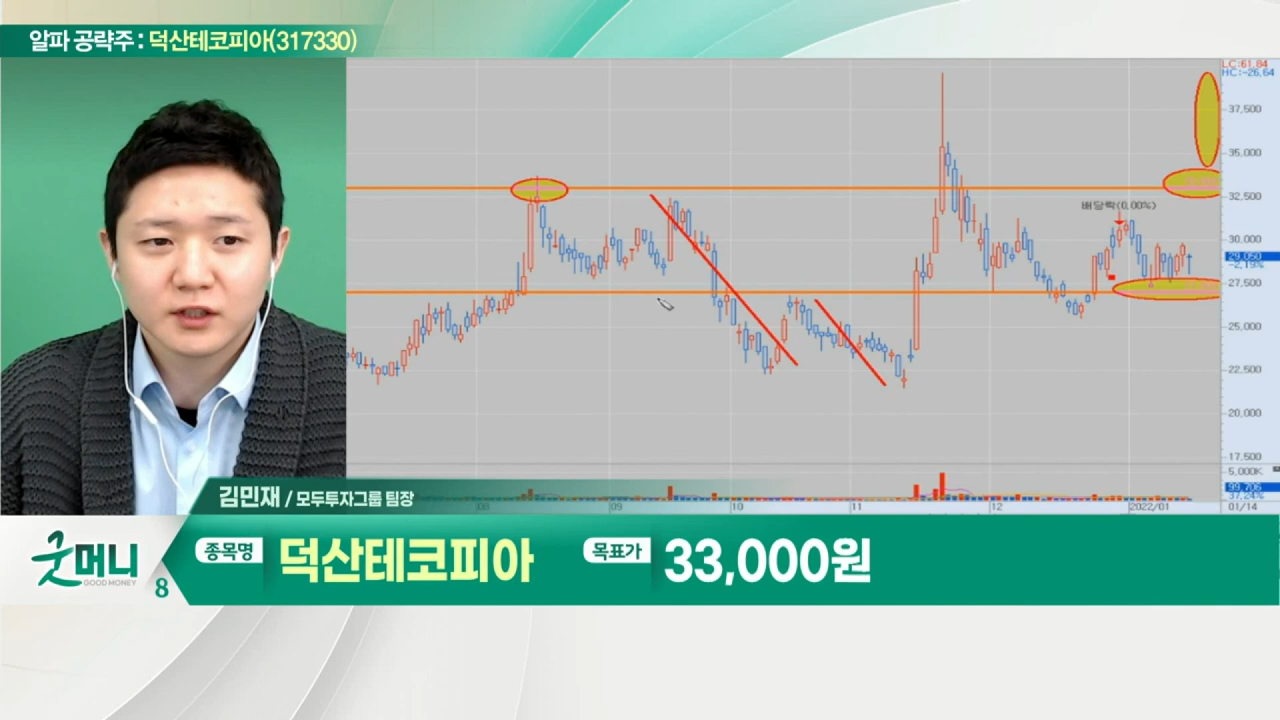 알파 공략주 : 덕산테코피아(317330)
LC:61.84
HC:-26.64
37,500
35,000
32,500
배당락(0.00%)
30,000
29,050
-2.19%
27,500
25,000
22,500
20,000
17,500
5,000K
99,706
37.24%
08
09
10
11
12
2022/01
01/14
김민재 / 모두투자그룹 팀장
굿머니
GOOD MONEY
8
종목명
덕산테코피아
목표가
33,000원